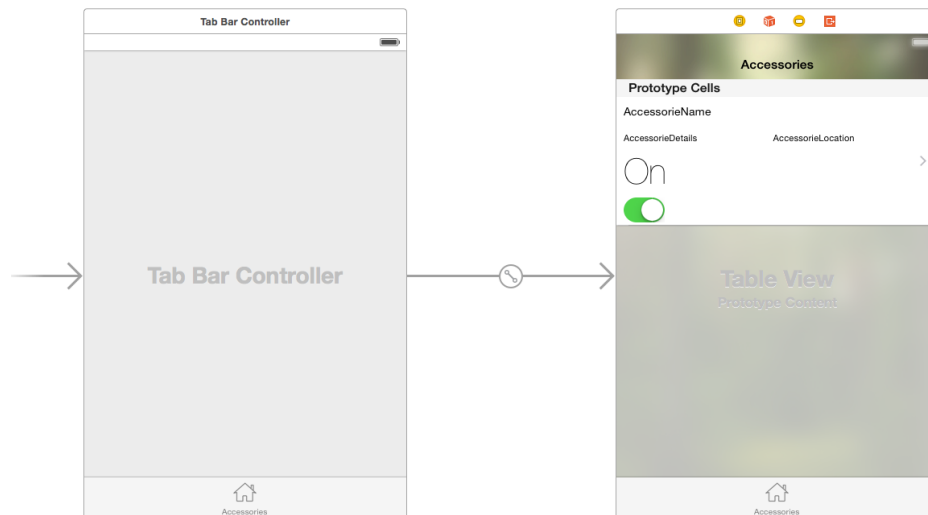 Tab Bar Controller
Tab Bar Controller
Accessories
Accessories
Prototype Cells
AccessorieName
AccessorieDetails AccessorieLocation
On
Table View
Prototype Content
Accessories